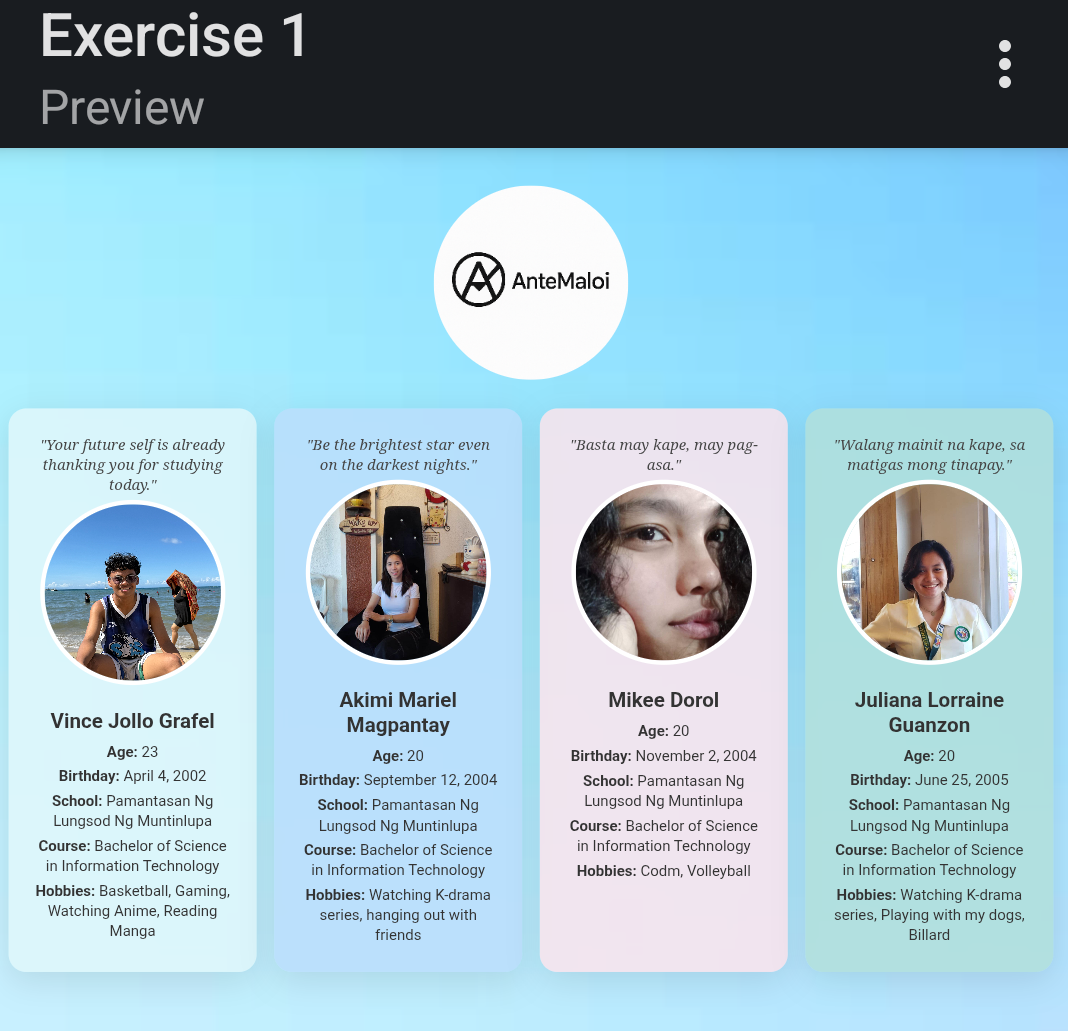 Exercise 1
Preview
AnteMaloi
"Your future self is already
thanking you for studying
today."
Vince Jollo Grafel
Age: 23
Birthday: April 4, 2002
School: Pamantasan Ng
Lungsod Ng Muntinlupa
Course: Bachelor of Science
in Information Technology
Hobbies: Basketball, Gaming,
Watching Anime, Reading
Manga
"Be the brightest star even
on the darkest nights."
Akimi Mariel
Magpantay
Age: 20
Birthday: September 12, 2004
School: Pamantasan Ng
Lungsod Ng Muntinlupa
Course: Bachelor of Science
in Information Technology
Hobbies: Watching K-drama
series, hanging out with
friends
"Basta may kape, may pag-
asa."
Mikee Dorol
Age: 20
Birthday: November 2, 2004
School: Pamantasan Ng
Lungsod Ng Muntinlupa
Course: Bachelor of Science
in Information Technology
Hobbies: Codm, Volleyball
"Walang mainit na kape, sa
matigas mong tinapay."
Juliana Lorraine
Guanzon
Age: 20
Birthday: June 25, 2005
School: Pamantasan Ng
Lungsod Ng Muntinlupa
Course: Bachelor of Science
in Information Technology
Hobbies: Watching K-drama
series, Playing with my dogs,
Billard